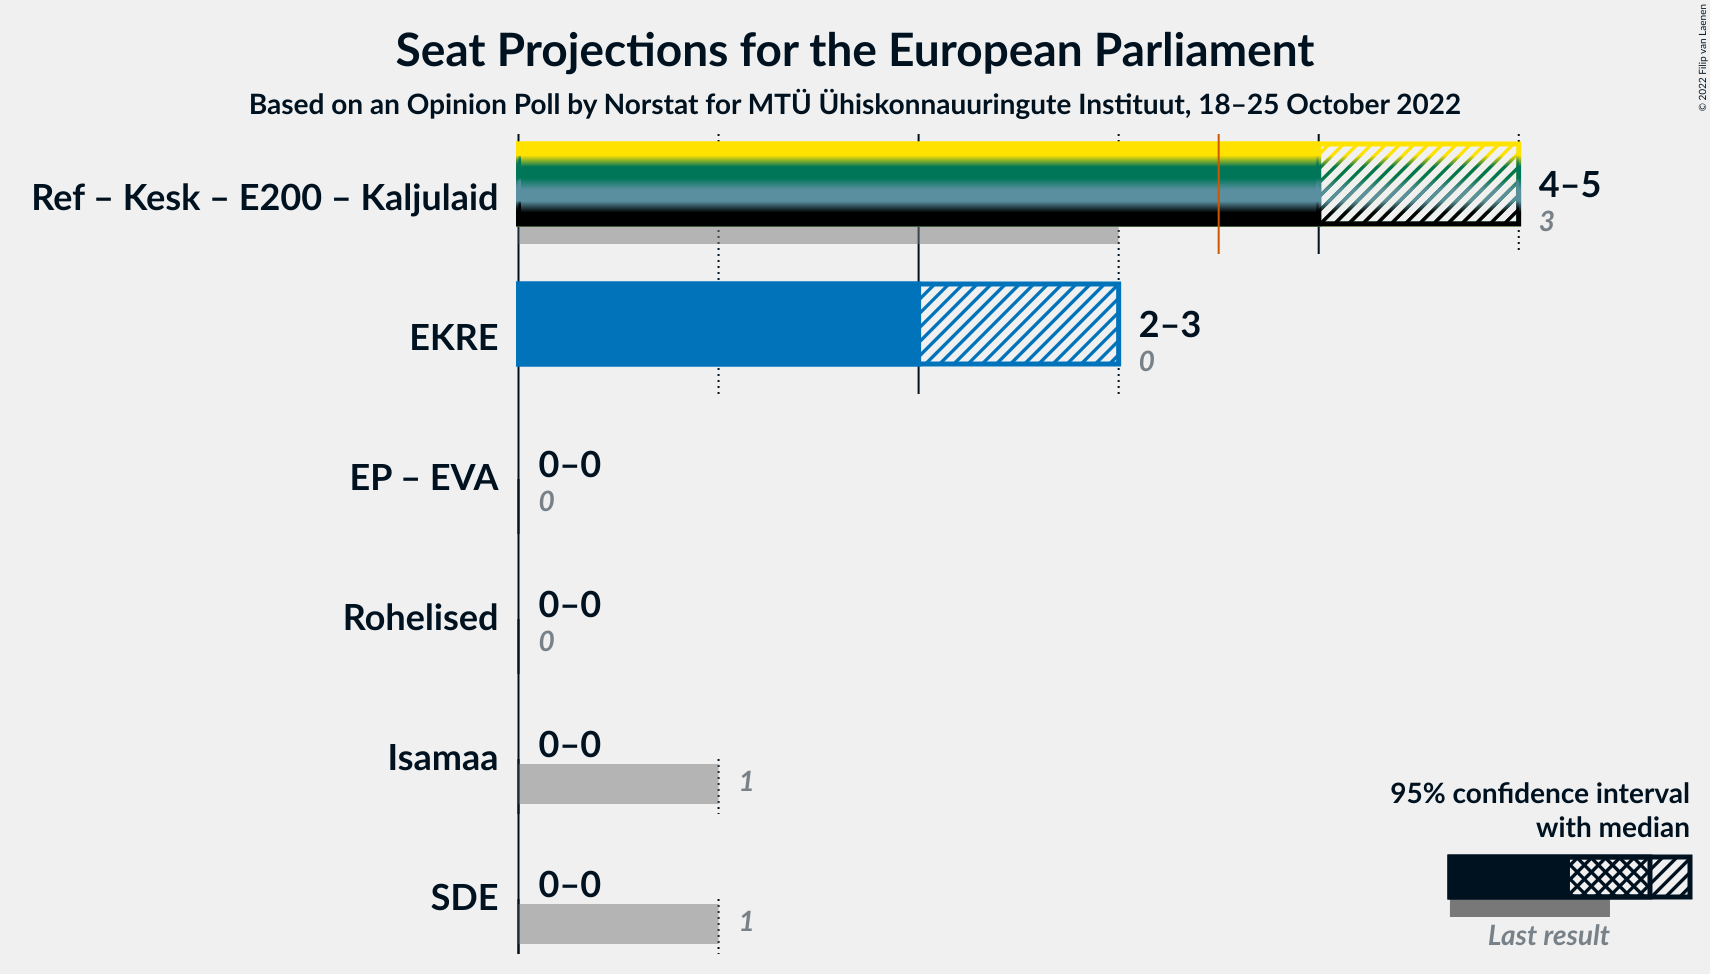 Seat Projections for the European Parliament
Based on an Opinion Poll by Norstat for MTÜ Ühiskonnauuringute Instituut, 18–25 October 2022
© 2022 Filip van Laenen
Ref – Kesk – E200 – Kaljulaid
4–5
3
EKRE
2–3
0
EP – EVA
0–0
0
Rohelised
0–0
0
Isamaa
0–0
1
SDE
0–0
1
95% confidence interval
with median
Last result